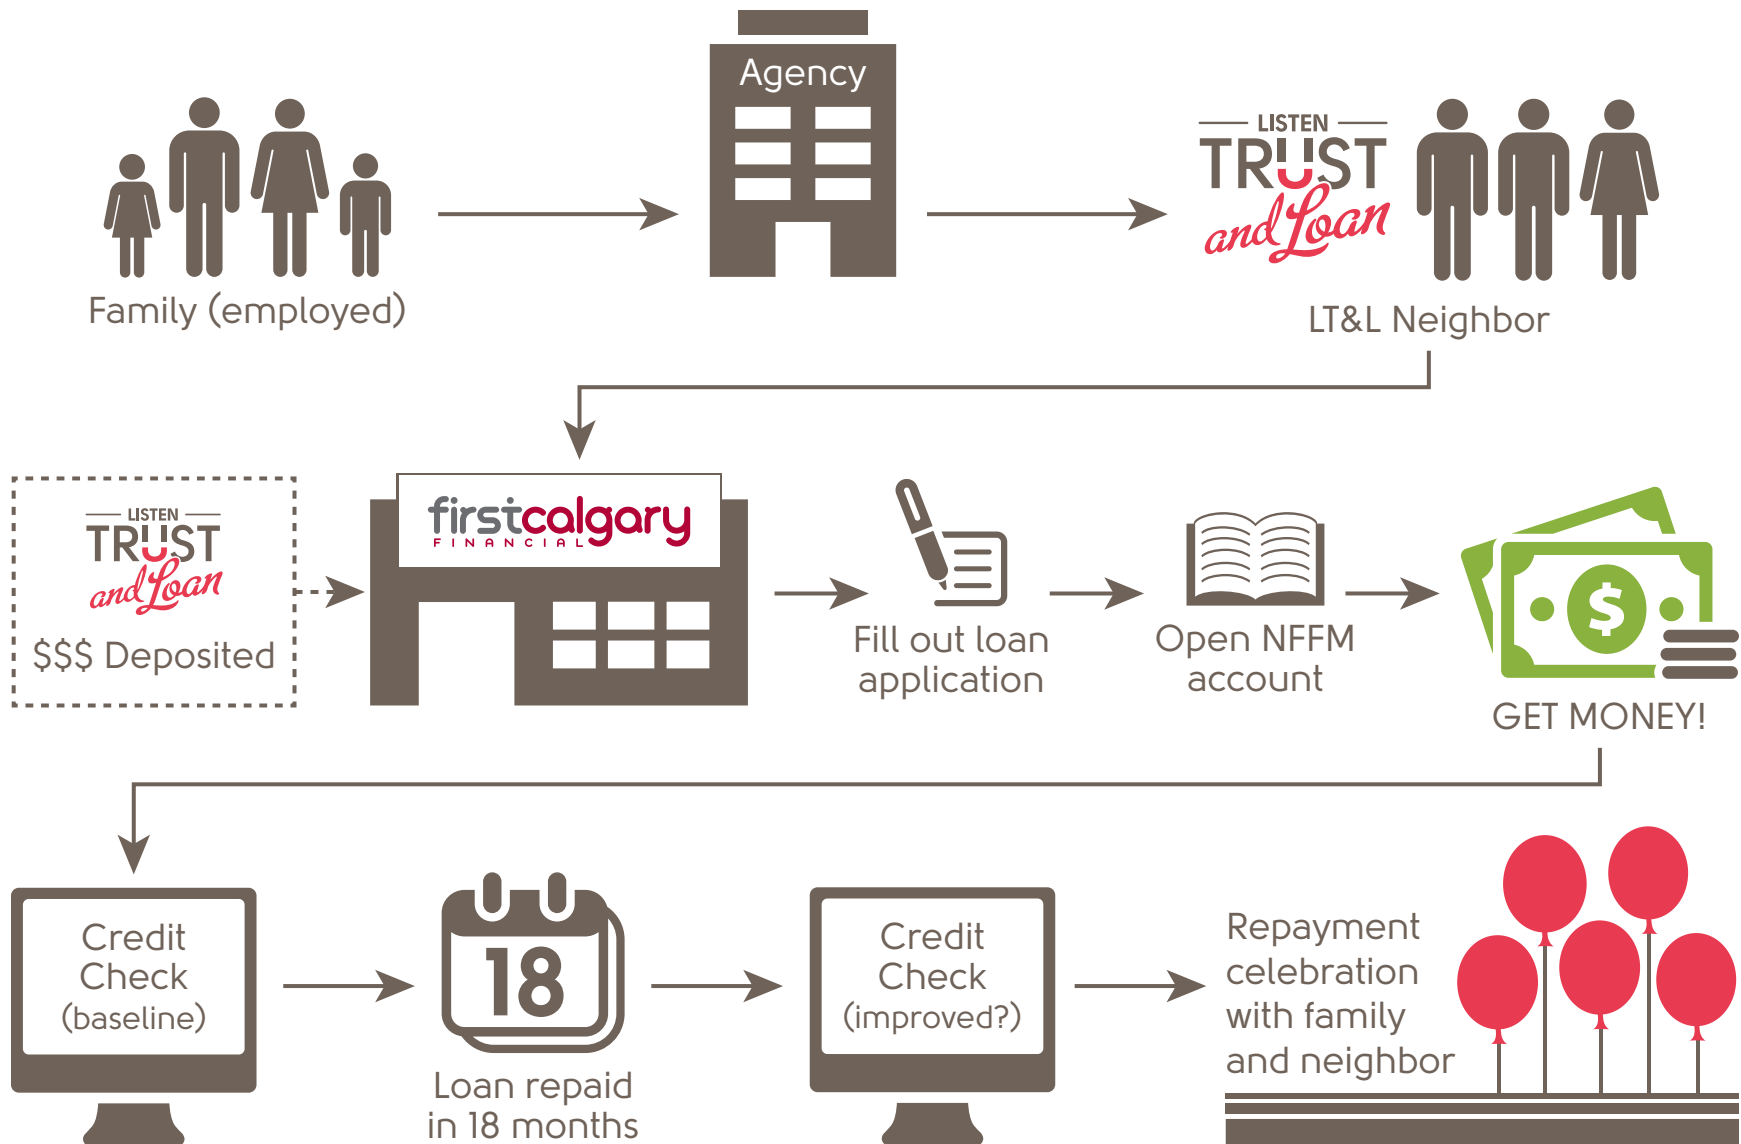 Agency
LISTEN
TRUST
and Loan
Family (employed)
LT&L Neighbor
LISTEN
TRUST
and Loan
$$$ Deposited
firstcalgary
FINANCIAL
Fill out loan
application
Open NFFM
account
$
GET MONEY!
Credit
Check
(baseline)
18
Loan repaid
in 18 months
Credit
Check
(improved?)
Repayment
celebration
with family
and neighbor